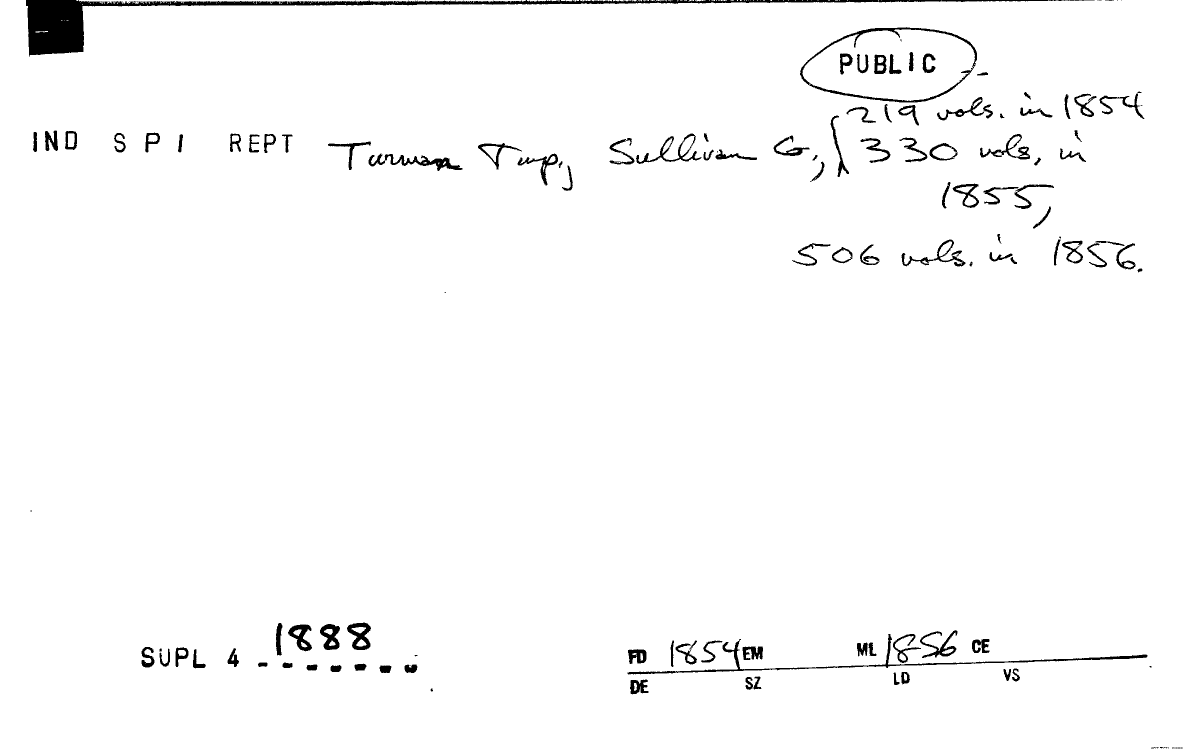 PUBLIC --
IND S P I REPT Turman Twp., Sullivan Co., { 219 vols. in 1854
330 vols, in
1855,
506 vols. in 1856.
SUPL 4 1888
FD 1854 EM ML 1856 CE
DE SZ LD VS